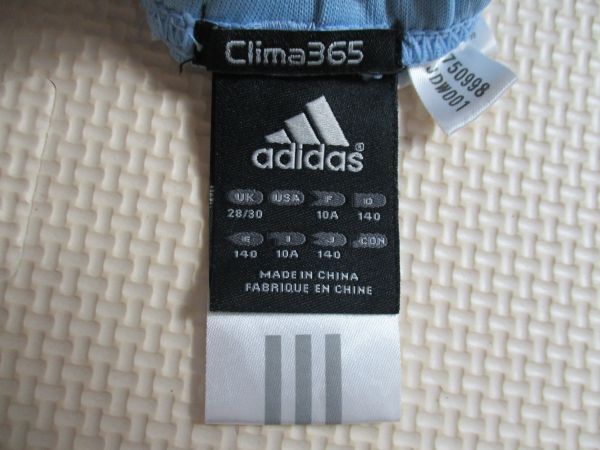 Clima365
adidas®
UK USA F D
28/30 10A 140
E I J CON
140 10A 140
MADE IN CHINA
FABRIQUE EN CHINE
750998
DW001